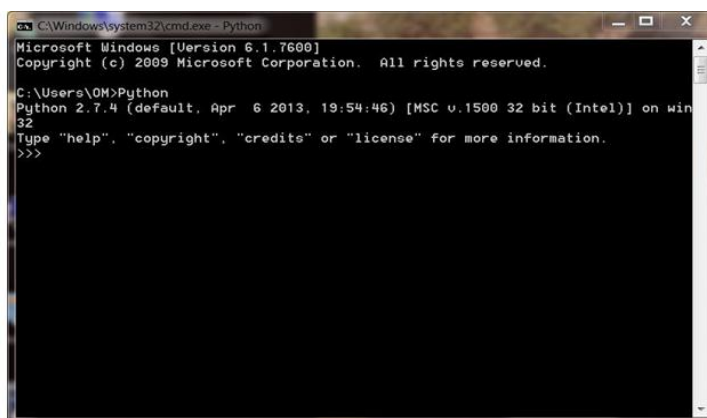 C:\Windows\system32\cmd.exe - Python
Microsoft Windows [Version 6.1.7600]
Copyright (c) 2009 Microsoft Corporation.  All rights reserved.
C:\Users\OM>Python
Python 2.7.4 (default, Apr  6 2013, 19:54:46) [MSC v.1500 32 bit (Intel)] on win
32
Type "help", "copyright", "credits" or "license" for more information.
>>>